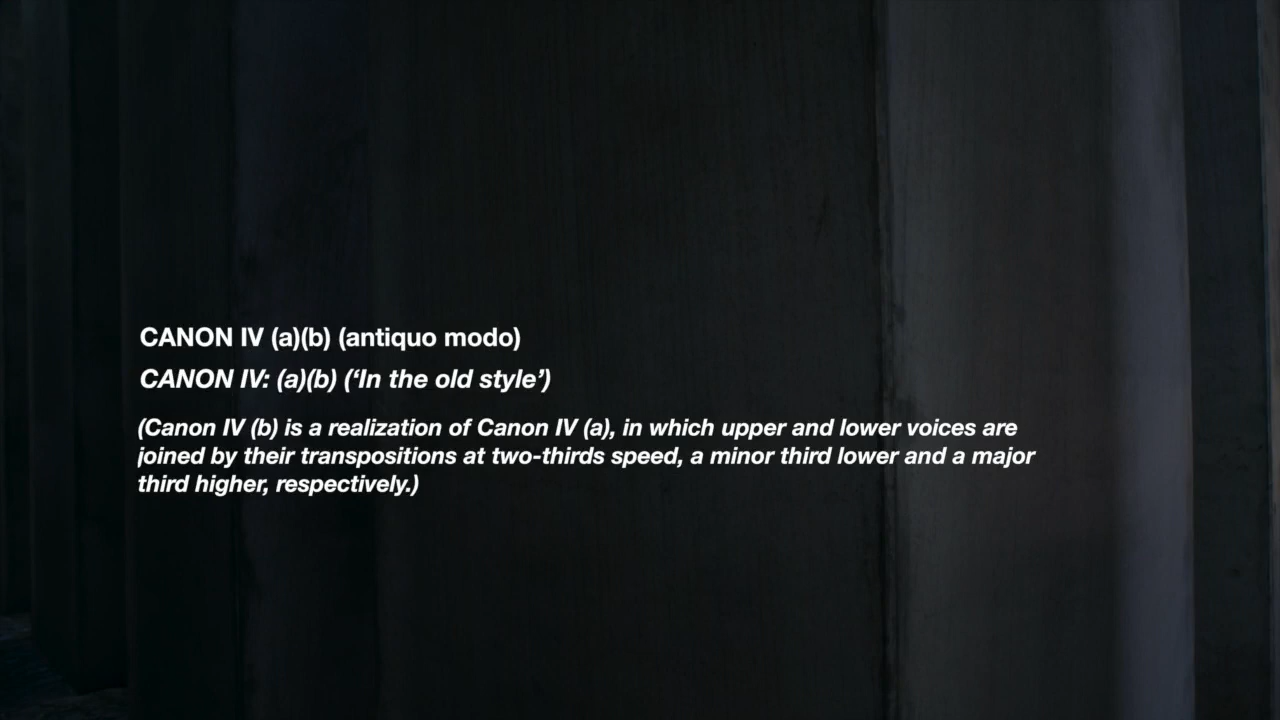 CANON IV (a)(b) (antiquo modo)
CANON IV: (a)(b) (‘In the old style’)
(Canon IV (b) is a realization of Canon IV (a), in which upper and lower voices are
joined by their transpositions at two-thirds speed, a minor third lower and a major
third higher, respectively.)